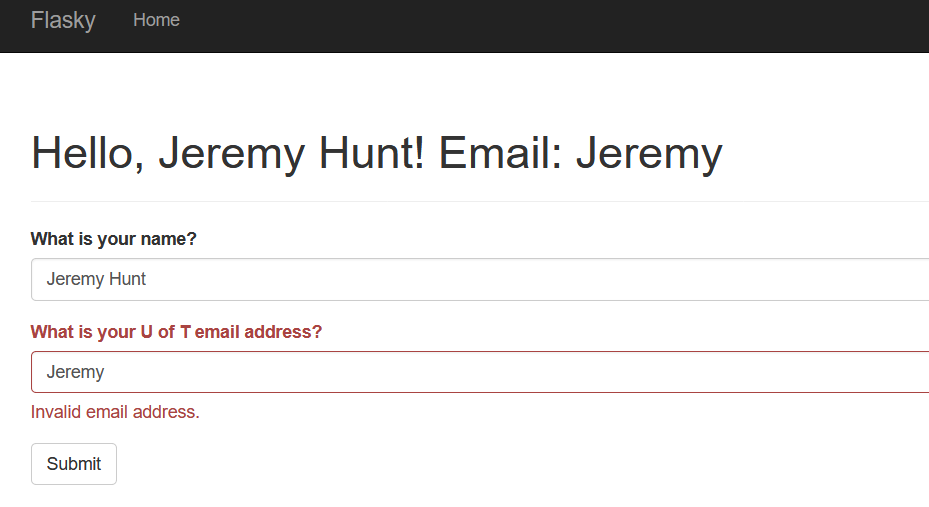 Flasky Home
Hello, Jeremy Hunt! Email: Jeremy
What is your name?
Jeremy Hunt
What is your U of T email address?
Jeremy
Invalid email address.
Submit